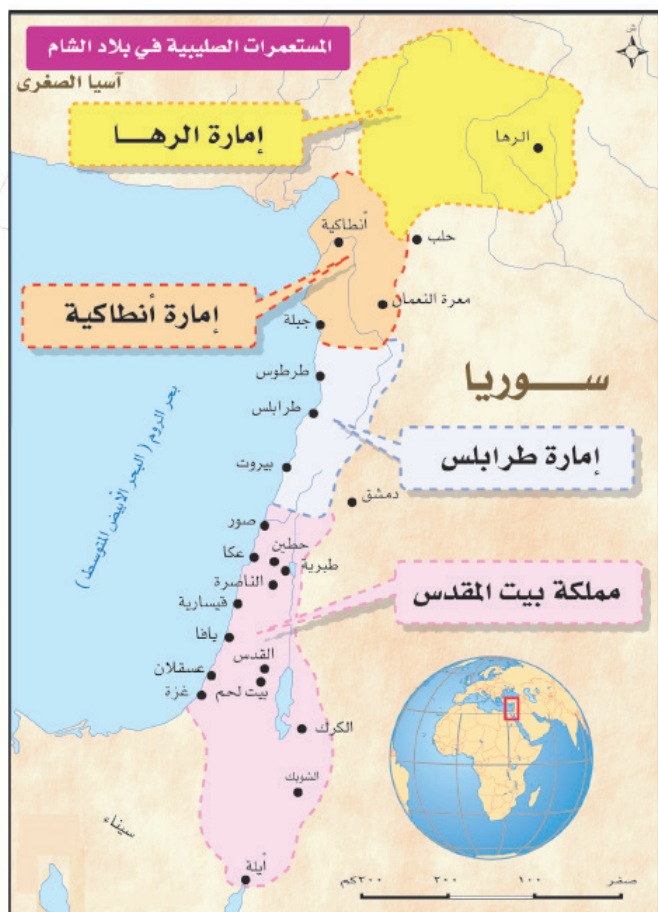 المستعمرات الصليبية في بلاد الشام
ش
آسيا الصغرى
إمارة الرهـــا
الرها
أنطاكية
حلب
إمارة أنطاكية
معرة النعمان
جبلة
طرطوس
ســـوريا
طرابلس
إمارة طرابلس
بيروت
دمشق
بحر الروم (البحر الأبيض المتوسط)
صور
حطين
عكا
طبرية
الناصرة
مملكة بيت المقدس
قيسارية
يافا
القدس
عسقلان
بيت لحم
غزة
الكرك
الشوبك
سيناء
أيلة
صفر ١٠٠ ٢٠٠ ٣٠٠كم